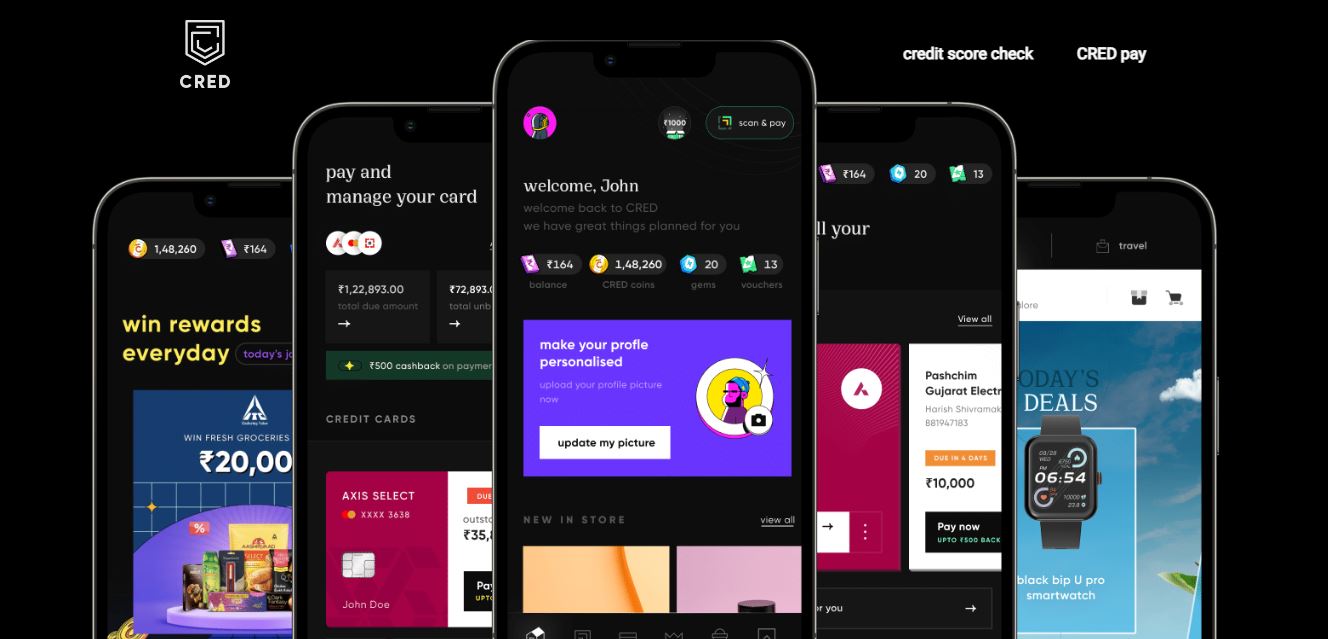 CRED
credit score check
CRED pay
1,48,260
₹164
win rewards
everyday
WIN FRESH GROCERIES
₹20,00
%
pay and
manage your card
₹1,22,893.00
total due amount
₹72,893.0
total unb
₹500 cashback on paymen
CREDIT CARDS
AXIS SELECT
XXXX 3638
John Doe
DUE
outsta
₹35,8
Pay
UPTO
₹1000
scan & pay
welcome, John
welcome back to CRED
we have great things planned for you
₹164
1,48,260
20
13
balance
CRED coins
gems
vouchers
make your profle
personalised
upload your profile picture
now
update my picture
NEW IN STORE
view all
₹164
20
13
ll your
View all
Pashchim
Gujarat Electr
Harish Shivramak
881947183
DUE IN 4 DAYS
₹10,000
Pay now
UPTO ₹500 BACK
or you
travel
lore
ODAY'S
DEALS
06:54
black bip U pro
smartwatch